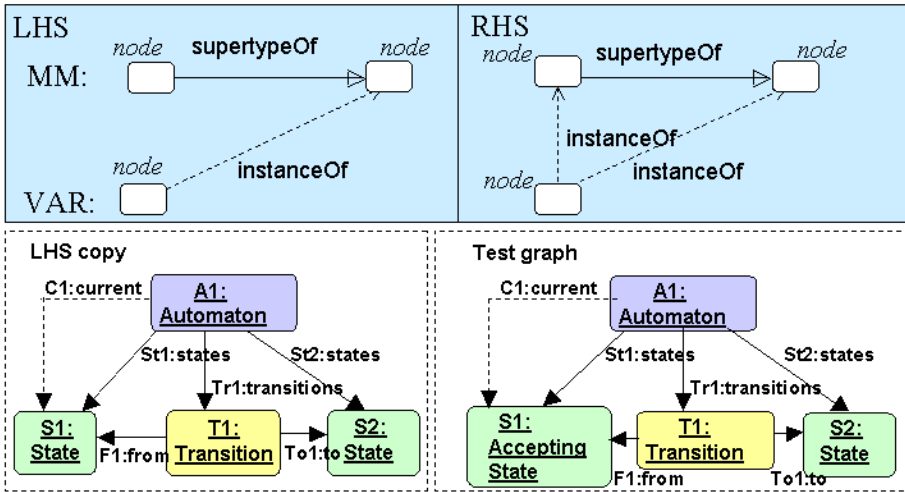 LHS
node
supertypeOf
node
MM:
node
instanceOf
VAR:
RHS
node
supertypeOf
node
instanceOf
node
instanceOf
LHS copy
C1:current
A1:
Automaton
St1:states
St2:states
Tr1:transitions
S1:
State
F1:from
T1:
Transition
To1:to
S2:
State
Test graph
C1:current
A1:
Automaton
St1:states
St2:states
Tr1:transitions
S1:
Accepting
State
F1:from
T1:
Transition
To1:to
S2:
State